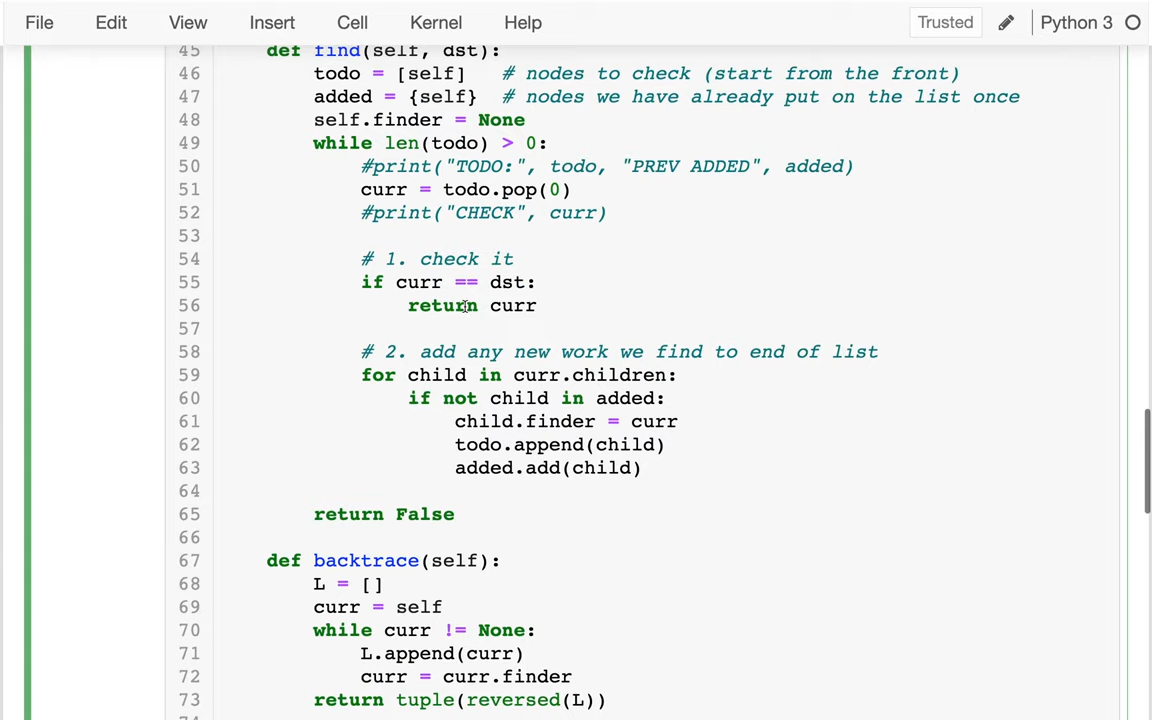 File Edit View Insert Cell Kernel Help Trusted Python 3
45 def find(self, dst):
46 todo = [self] # nodes to check (start from the front)
47 added = {self} # nodes we have already put on the list once
48 self.finder = None
49 while len(todo) > 0:
50 #print("TODO:", todo, "PREV ADDED", added)
51 curr = todo.pop(0)
52 #print("CHECK", curr)
53
54 # 1. check it
55 if curr == dst:
56 return curr
57
58 # 2. add any new work we find to end of list
59 for child in curr.children:
60 if not child in added:
61 child.finder = curr
62 todo.append(child)
63 added.add(child)
64
65 return False
66
67 def backtrace(self):
68 L = []
69 curr = self
70 while curr != None:
71 L.append(curr)
72 curr = curr.finder
73 return tuple(reversed(L))